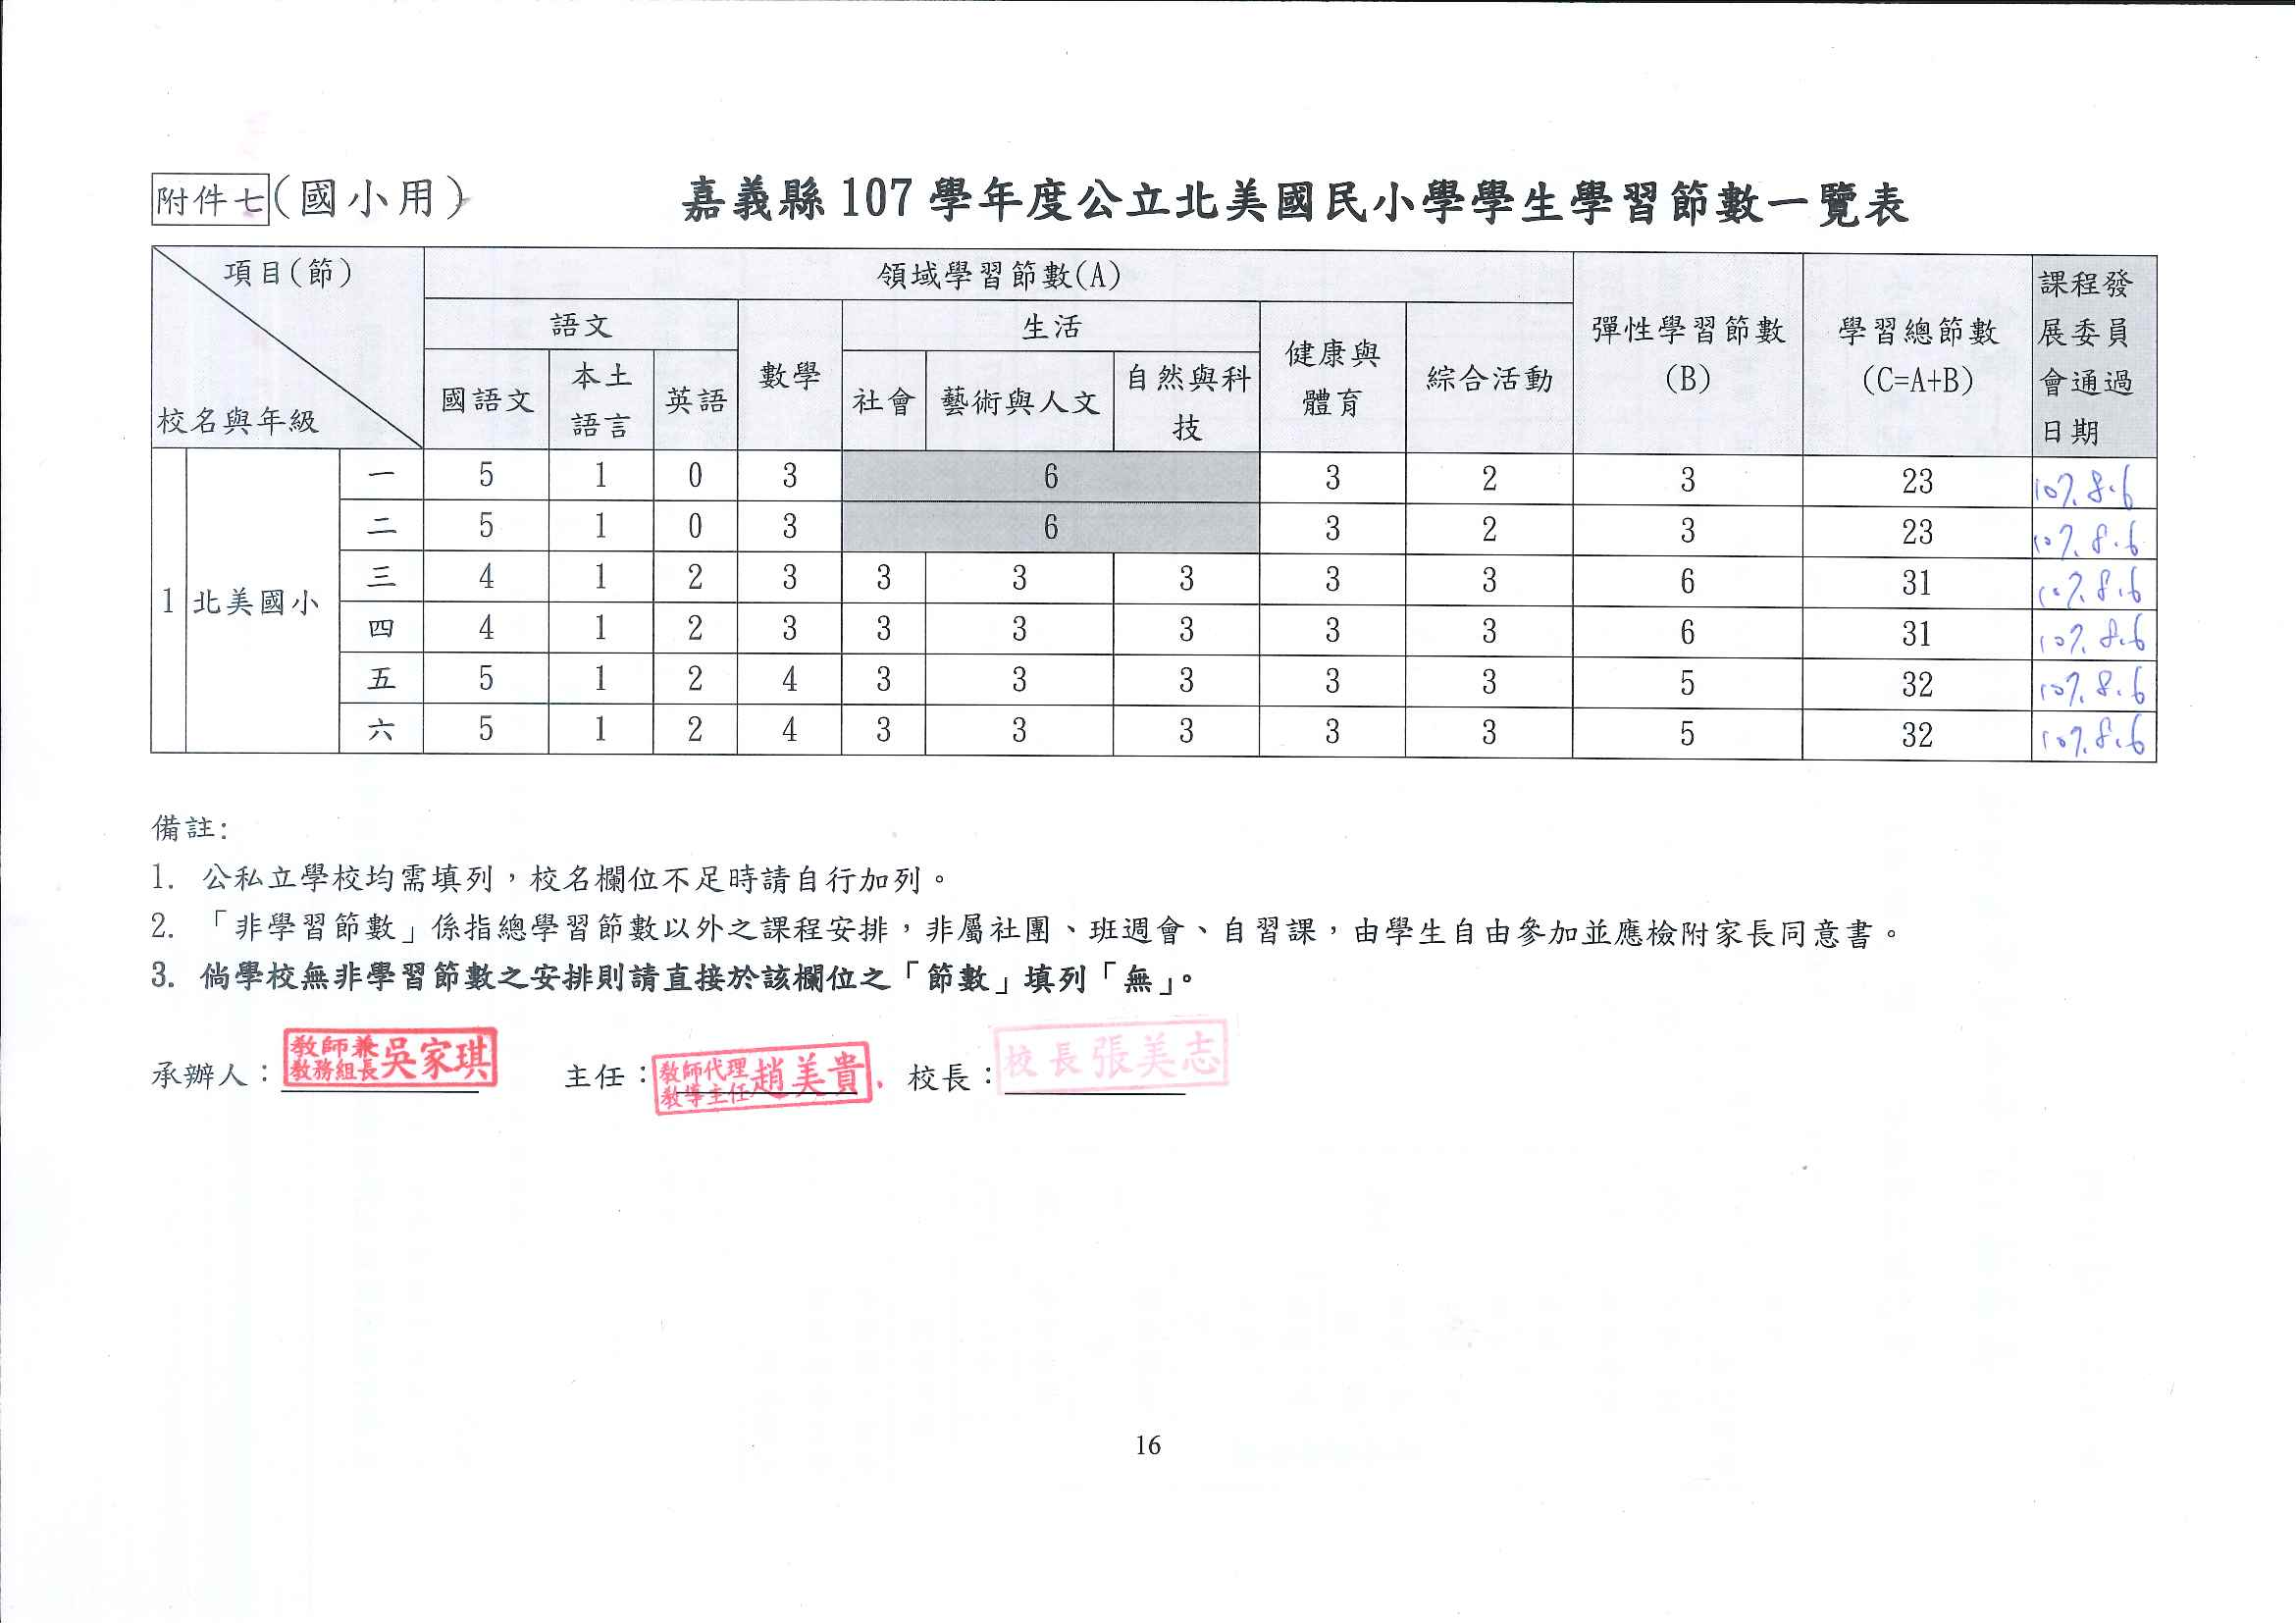 附件七(國小用) 嘉義縣 107 學年度公立北美國民小學學生學習節數一覽表
項目(節) 領域學習節數(A) 彈性學習節數(B) 學習總節數(C=A+B) 課程發展委員會通過日期
語文 數學 生活 健康與體育 綜合活動
校名與年級 國語文 本土語言 英語 社會 藝術與人文 自然與科技
1 北美國小
一 5 1 0 3 6 3 2 3 23 107.8.6
二 5 1 0 3 6 3 2 3 23 107.8.6
三 4 1 2 3 3 3 3 3 3 6 31 107.8.6
四 4 1 2 3 3 3 3 3 3 6 31 107.8.6
五 5 1 2 4 3 3 3 3 3 5 32 107.8.6
六 5 1 2 4 3 3 3 3 3 5 32 107.8.6
備註:
1. 公私立學校均需填列，校名欄位不足時請自行加列。
2. 「非學習節數」係指總學習節數以外之課程安排，非屬社團、班週會、自習課，由學生自由參加並應檢附家長同意書。
3. 倘學校無非學習節數之安排則請直接於該欄位之「節數」填列「無」。
承辦人：教師兼教務組長吳家琪 主任：教師代理教導主任趙美貴 校長：校長張美志
16